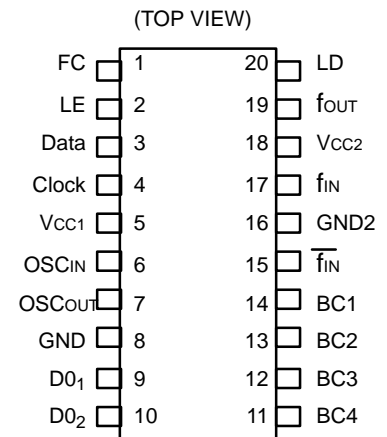 (TOP VIEW)
FC 1 20 LD
LE 2 19 fOUT
Data 3 18 VCC2
Clock 4 17 fIN
VCC1 5 16 GND2
OSCIN 6 15 f̅I̅N̅
OSCOUT 7 14 BC1
GND 8 13 BC2
D0₁ 9 12 BC3
D0₂ 10 11 BC4